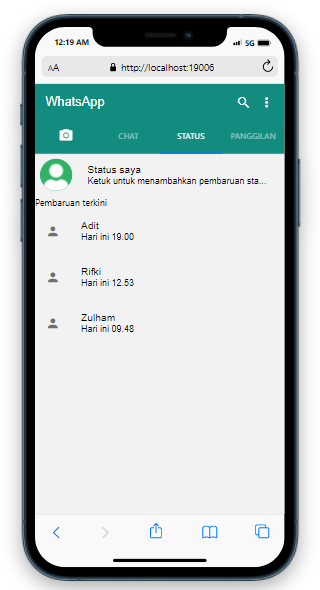 12:19 AM
5G
AA
http://localhost:19006
WhatsApp
CHAT
STATUS
PANGGILAN
Status saya
Ketuk untuk menambahkan pembaruan sta...
Pembaruan terkini
Adit
Hari ini 19.00
Rifki
Hari ini 12.53
Zulham
Hari ini 09.48